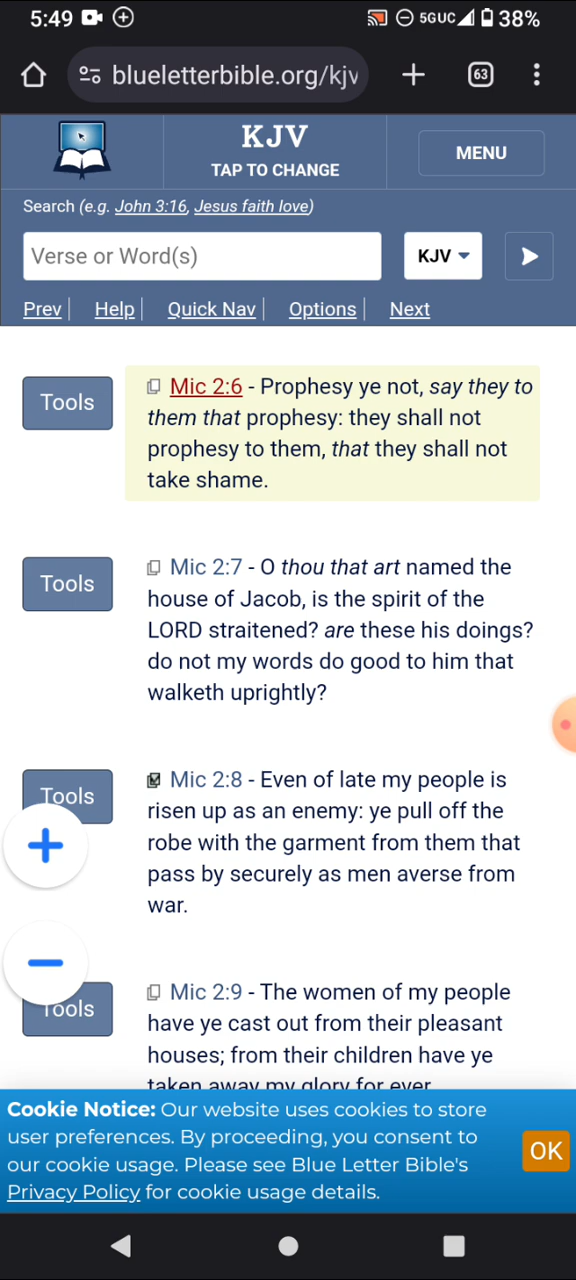 5:49 5GUC 38%
blueletterbible.org/kjv 63
KJV
TAP TO CHANGE
MENU
Search (e.g. John 3:16, Jesus faith love)
Verse or Word(s) KJV
Prev Help Quick Nav Options Next
Tools
Mic 2:6 - Prophesy ye not, say they to
them that prophesy: they shall not
prophesy to them, that they shall not
take shame.
Tools
Mic 2:7 - O thou that art named the
house of Jacob, is the spirit of the
LORD straitened? are these his doings?
do not my words do good to him that
walketh uprightly?
Tools
Mic 2:8 - Even of late my people is
risen up as an enemy: ye pull off the
robe with the garment from them that
pass by securely as men averse from
war.
Tools
Mic 2:9 - The women of my people
have ye cast out from their pleasant
houses; from their children have ye
taken away my glory for ever.
Cookie Notice: Our website uses cookies to store
user preferences. By proceeding, you consent to
our cookie usage. Please see Blue Letter Bible's
Privacy Policy for cookie usage details.
OK